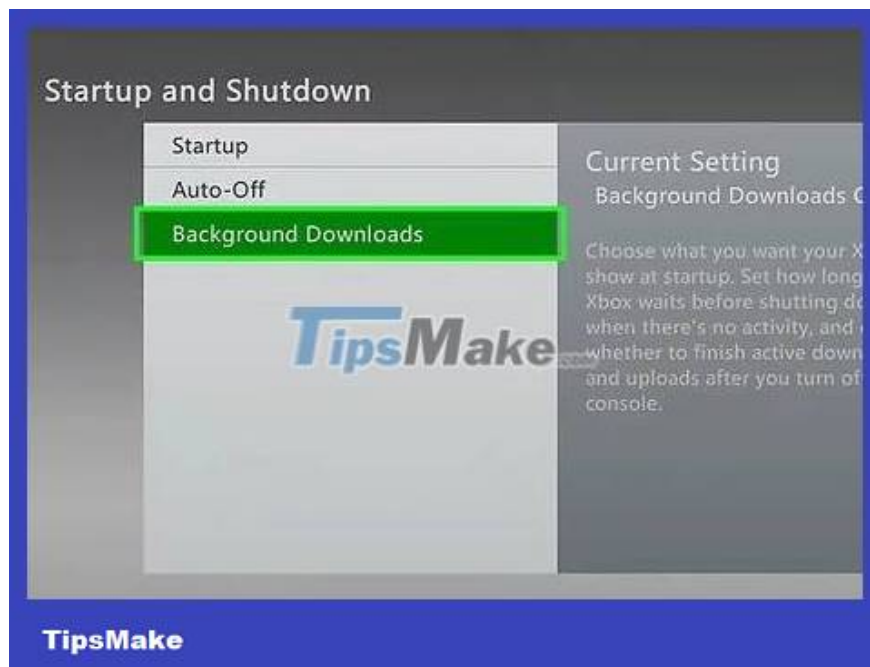 Startup and Shutdown
Startup
Auto-Off
Background Downloads
Current Setting
Background Downloads
Choose what you want your X
show at startup. Set how long
Xbox waits before shutting
when there's no activity, and
whether to finish active
and uploads after you turn
console.
TipsMake
TipsMake